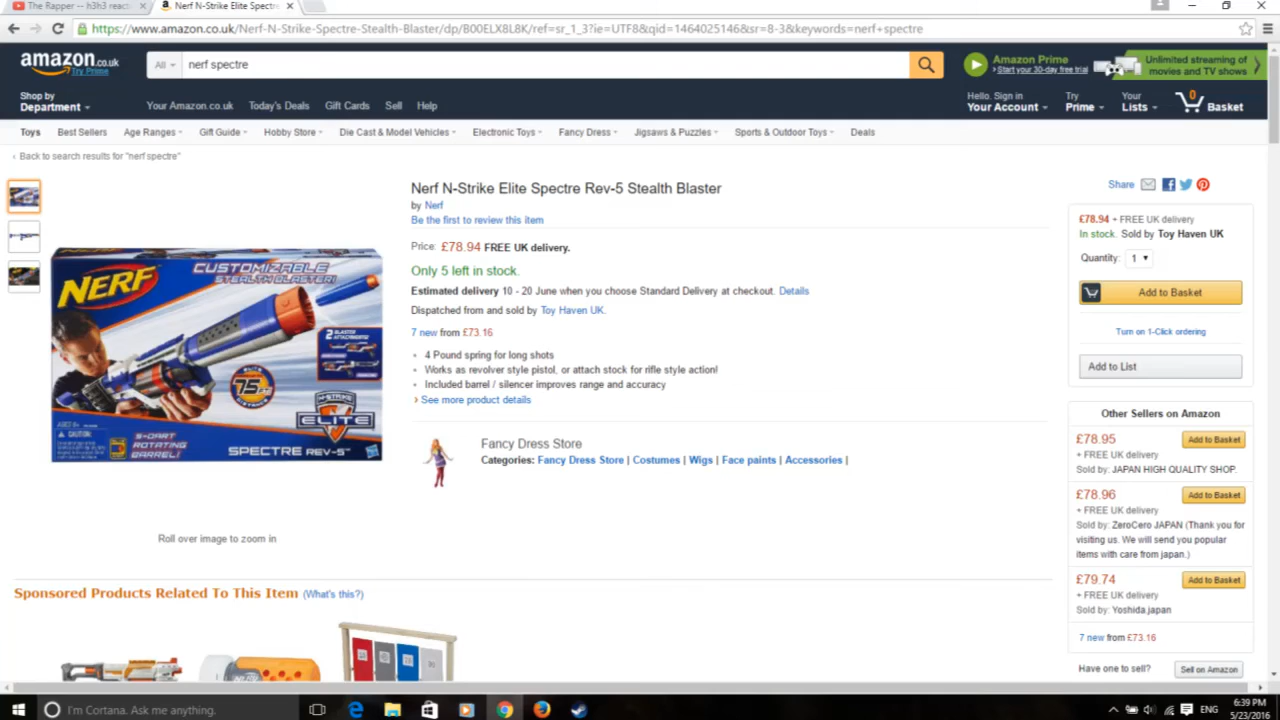 The Rapper -- h3h3 react
Nerf N-Strike Elite Spectre
https://www.amazon.co.uk/Nerf-N-Strike-Spectre-Stealth-Blaster/dp/B00ELX8L8K/ref=sr_1_3?ie=UTF8&qid=1464025146&sr=8-3&keywords=nerf+spectre
amazon.co.uk
Try Prime
All
nerf spectre
Amazon Prime
› Start your 30-day free trial
Unlimited streaming of
movies and TV shows
Shop by
Department
Your Amazon.co.uk
Today's Deals
Gift Cards
Sell
Help
Hello. Sign in
Your Account
Try
Prime
Your
Lists
0
Basket
Toys
Best Sellers
Age Ranges
Gift Guide
Hobby Store
Die Cast & Model Vehicles
Electronic Toys
Fancy Dress
Jigsaws & Puzzles
Sports & Outdoor Toys
Deals
‹ Back to search results for "nerf spectre"
NERF
CUSTOMIZABLE
STEALTH BLASTER!
2 BLASTER
ATTACHMENTS!
ELITE
75 FT
DISTANCE
N-STRIKE
ELITE
CAUTION:
5-DART
ROTATING
BARREL!
SPECTRE REV-5
Roll over image to zoom in
Nerf N-Strike Elite Spectre Rev-5 Stealth Blaster
by Nerf
Be the first to review this item
Price: £78.94 FREE UK delivery.
Only 5 left in stock.
Estimated delivery 10 - 20 June when you choose Standard Delivery at checkout. Details
Dispatched from and sold by Toy Haven UK.
7 new from £73.16
4 Pound spring for long shots
Works as revolver style pistol, or attach stock for rifle style action!
Included barrel / silencer improves range and accuracy
› See more product details
Fancy Dress Store
Categories: Fancy Dress Store | Costumes | Wigs | Face paints | Accessories |
Share
£78.94 + FREE UK delivery
In stock. Sold by Toy Haven UK
Quantity: 1
Add to Basket
Turn on 1-Click ordering
Add to List
Other Sellers on Amazon
£78.95
Add to Basket
+ FREE UK delivery
Sold by: JAPAN HIGH QUALITY SHOP.
£78.96
Add to Basket
+ FREE UK delivery
Sold by: ZeroCero JAPAN (Thank you for
visiting us. We will send you popular
items with care from japan.)
£79.74
Add to Basket
+ FREE UK delivery
Sold by: Yoshida.japan
7 new from £73.16
Have one to sell?
Sell on Amazon
Sponsored Products Related To This Item (What's this?)
I'm Cortana. Ask me anything.
ENG
6:39 PM
5/23/2016